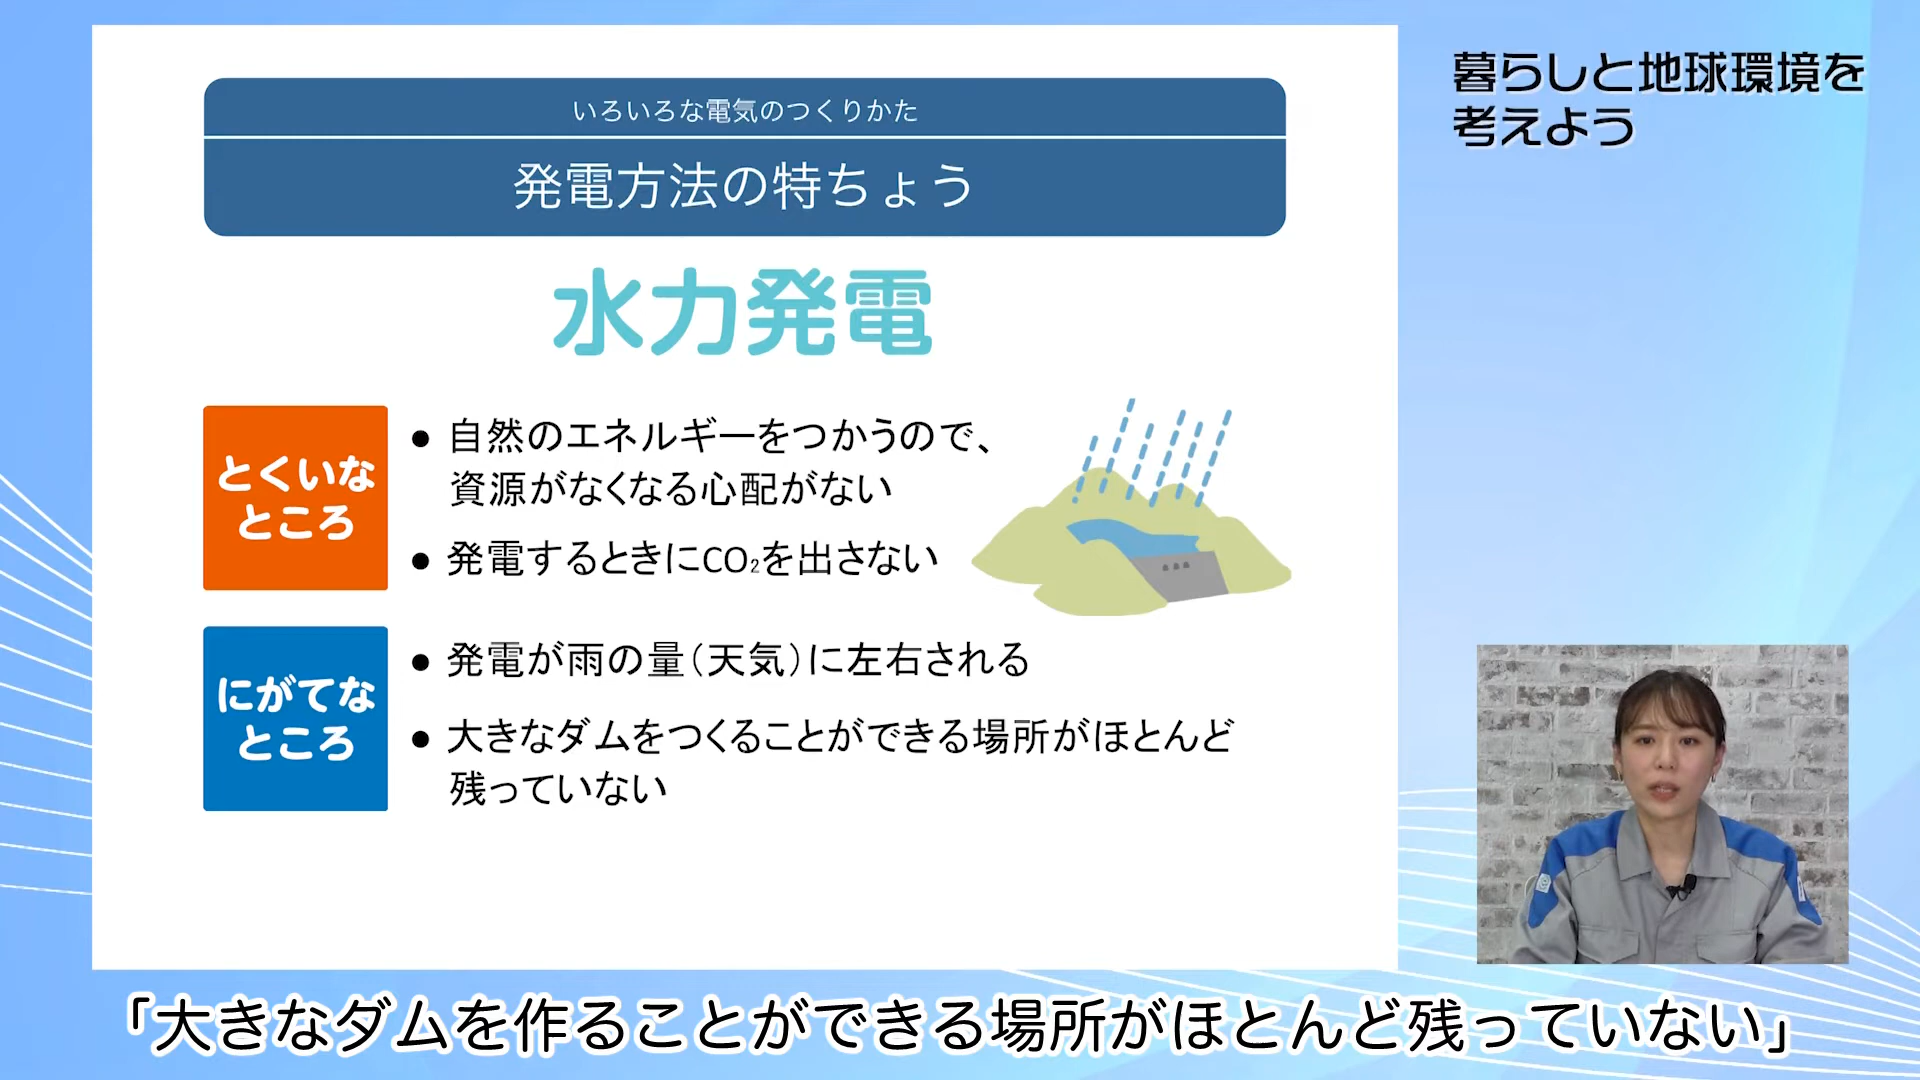 暮らしと地球環境を
考えよう
いろいろな電気のつくりかた
発電方法の特ちょう
水力発電
とくいな
ところ
● 自然のエネルギーをつかうので、
資源がなくなる心配がない
● 発電するときにCO₂を出さない
にがてな
ところ
● 発電が雨の量（天気）に左右される
● 大きなダムをつくることができる場所がほとんど
残っていない
「大きなダムを作ることができる場所がほとんど残っていない」